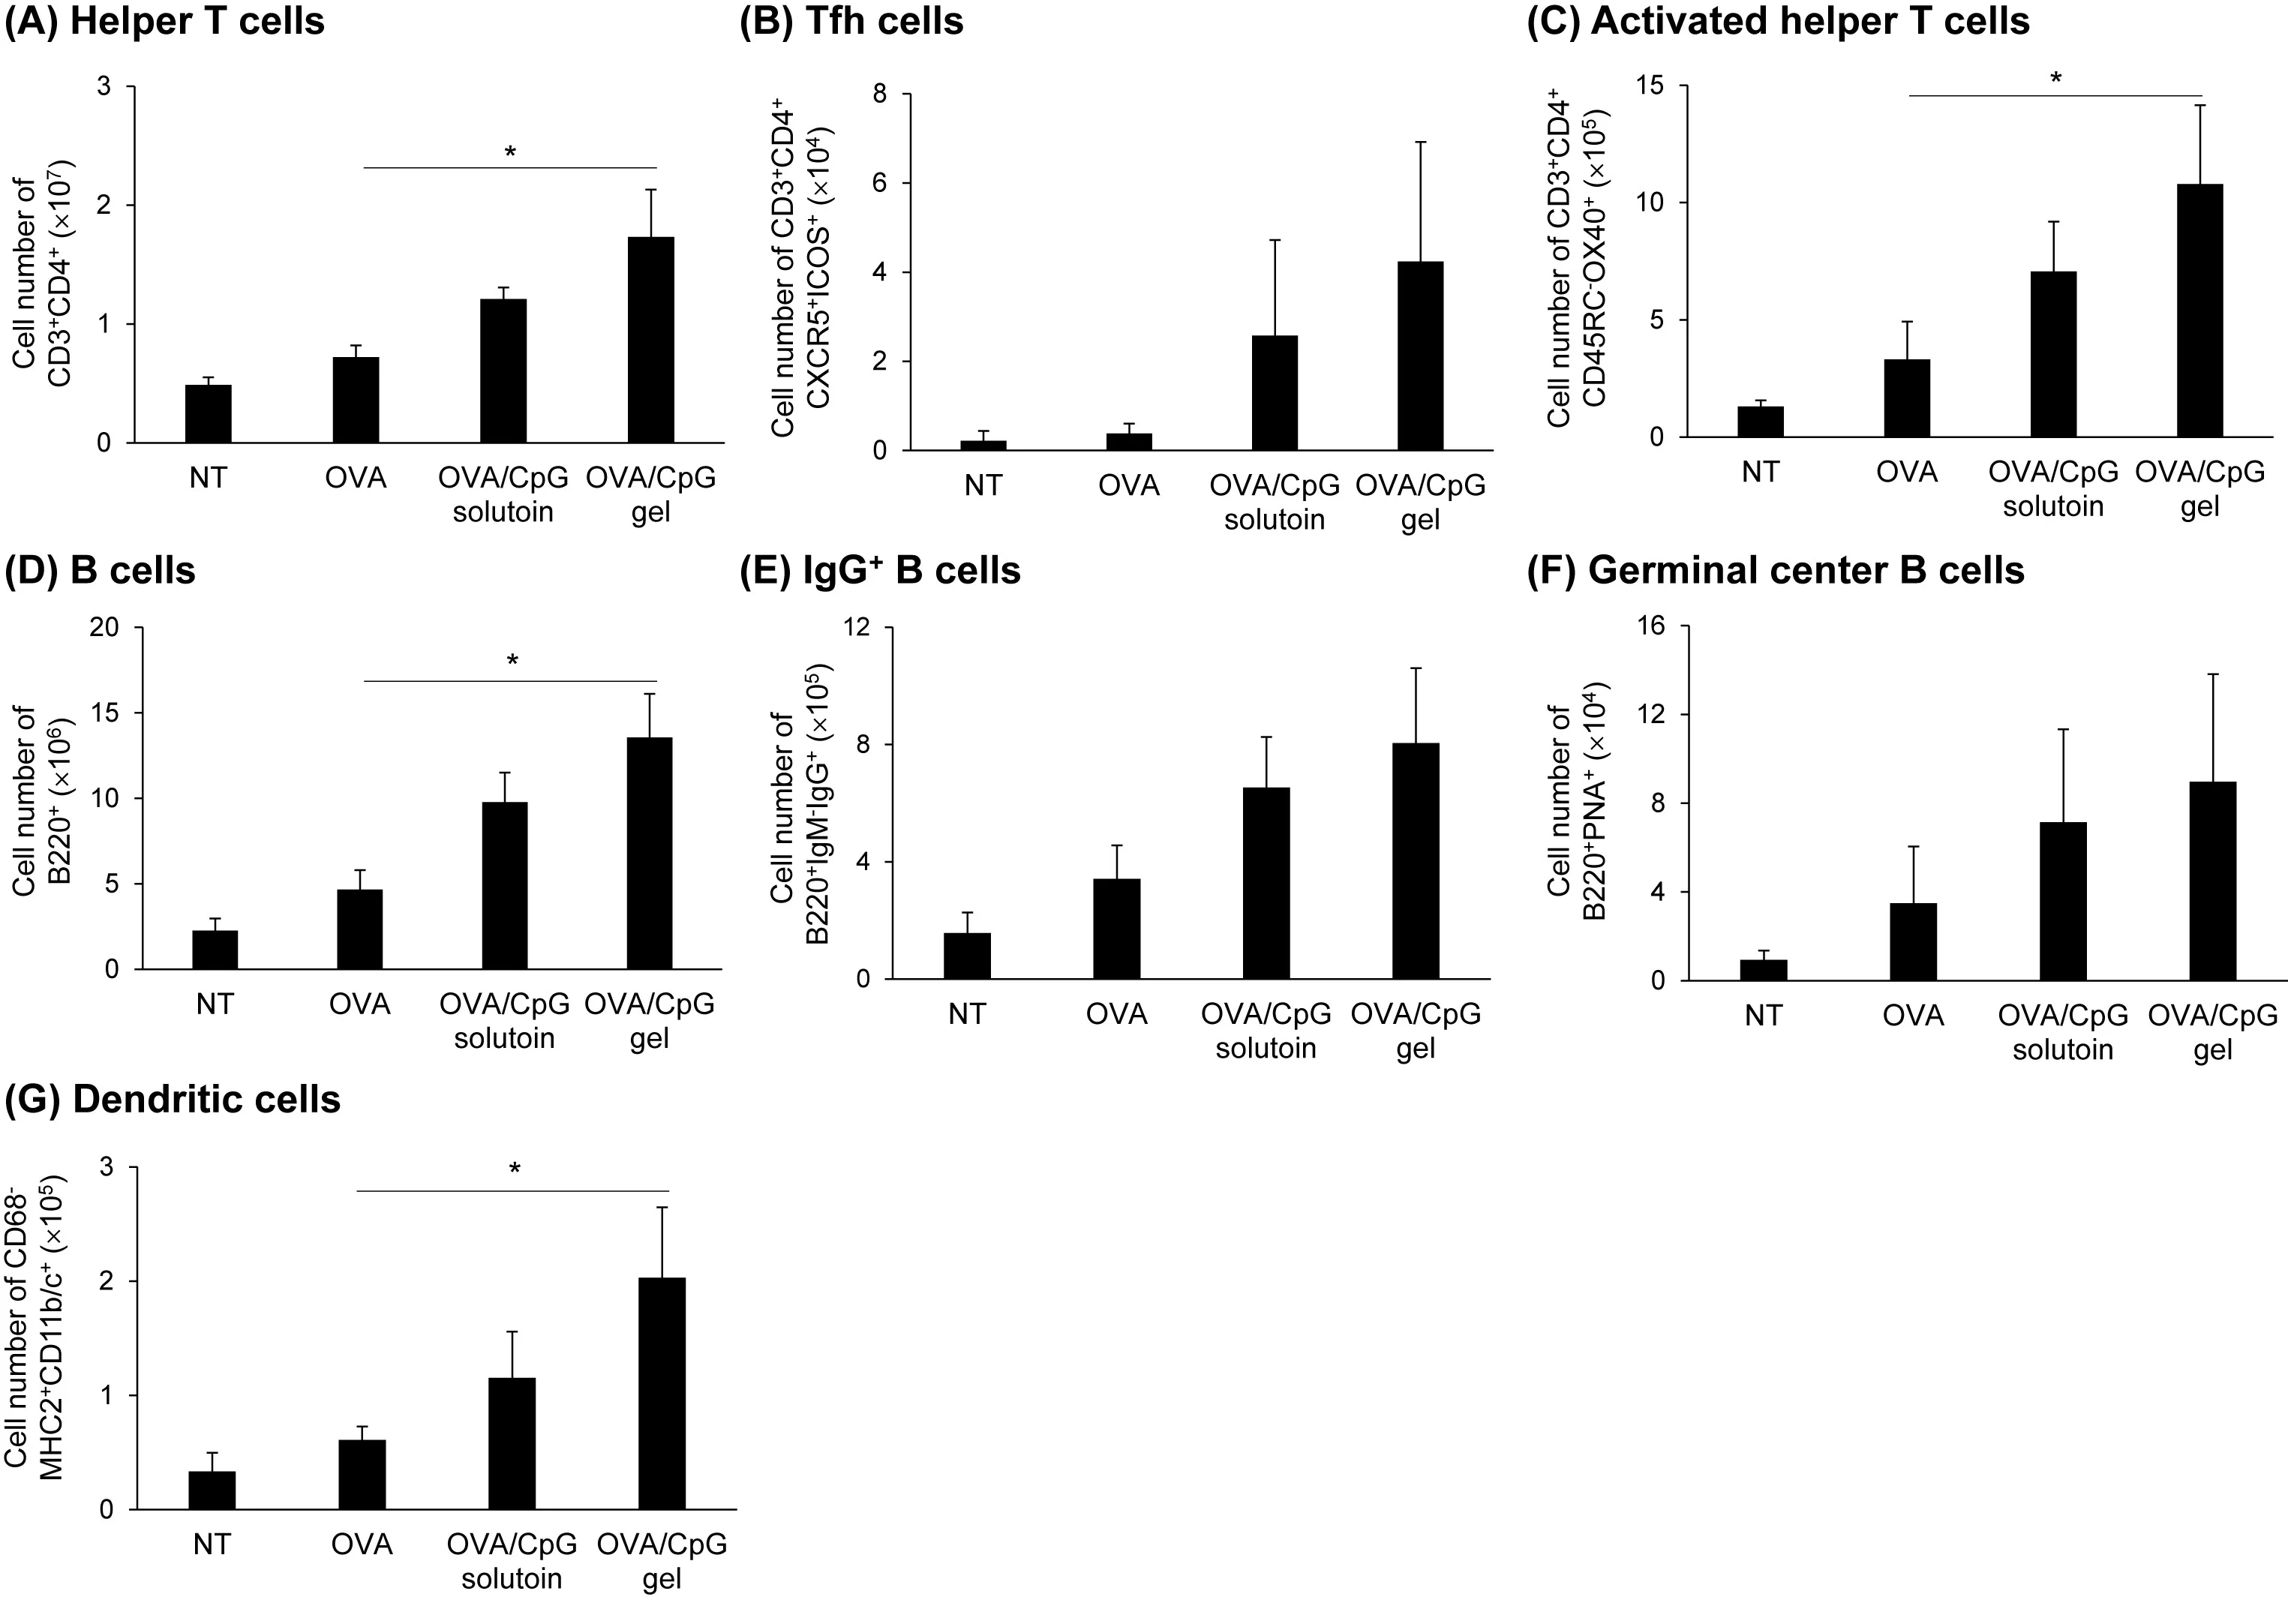 (A) Helper T cells
Cell number of
CD3⁺CD4⁺ (×10⁷)
3
2
1
0
*
NT
OVA
OVA/CpG
solutoin
OVA/CpG
gel
(B) Tfh cells
Cell number of CD3⁺CD4⁺
CXCR5⁺ICOS⁺ (×10⁴)
8
6
4
2
0
NT
OVA
OVA/CpG
solutoin
OVA/CpG
gel
(C) Activated helper T cells
Cell number of CD3⁺CD4⁺
CD45RC⁻OX40⁺ (×10⁵)
15
10
5
0
*
NT
OVA
OVA/CpG
solutoin
OVA/CpG
gel
(D) B cells
Cell number of
B220⁺ (×10⁶)
20
15
10
5
0
*
NT
OVA
OVA/CpG
solutoin
OVA/CpG
gel
(E) IgG⁺ B cells
Cell number of
B220⁺IgM⁻IgG⁺ (×10⁵)
12
8
4
0
NT
OVA
OVA/CpG
solutoin
OVA/CpG
gel
(F) Germinal center B cells
Cell number of
B220⁺PNA⁺ (×10⁴)
16
12
8
4
0
NT
OVA
OVA/CpG
solutoin
OVA/CpG
gel
(G) Dendritic cells
Cell number of CD68⁻
MHC2⁺CD11b/c⁺ (×10⁵)
3
2
1
0
*
NT
OVA
OVA/CpG
solutoin
OVA/CpG
gel